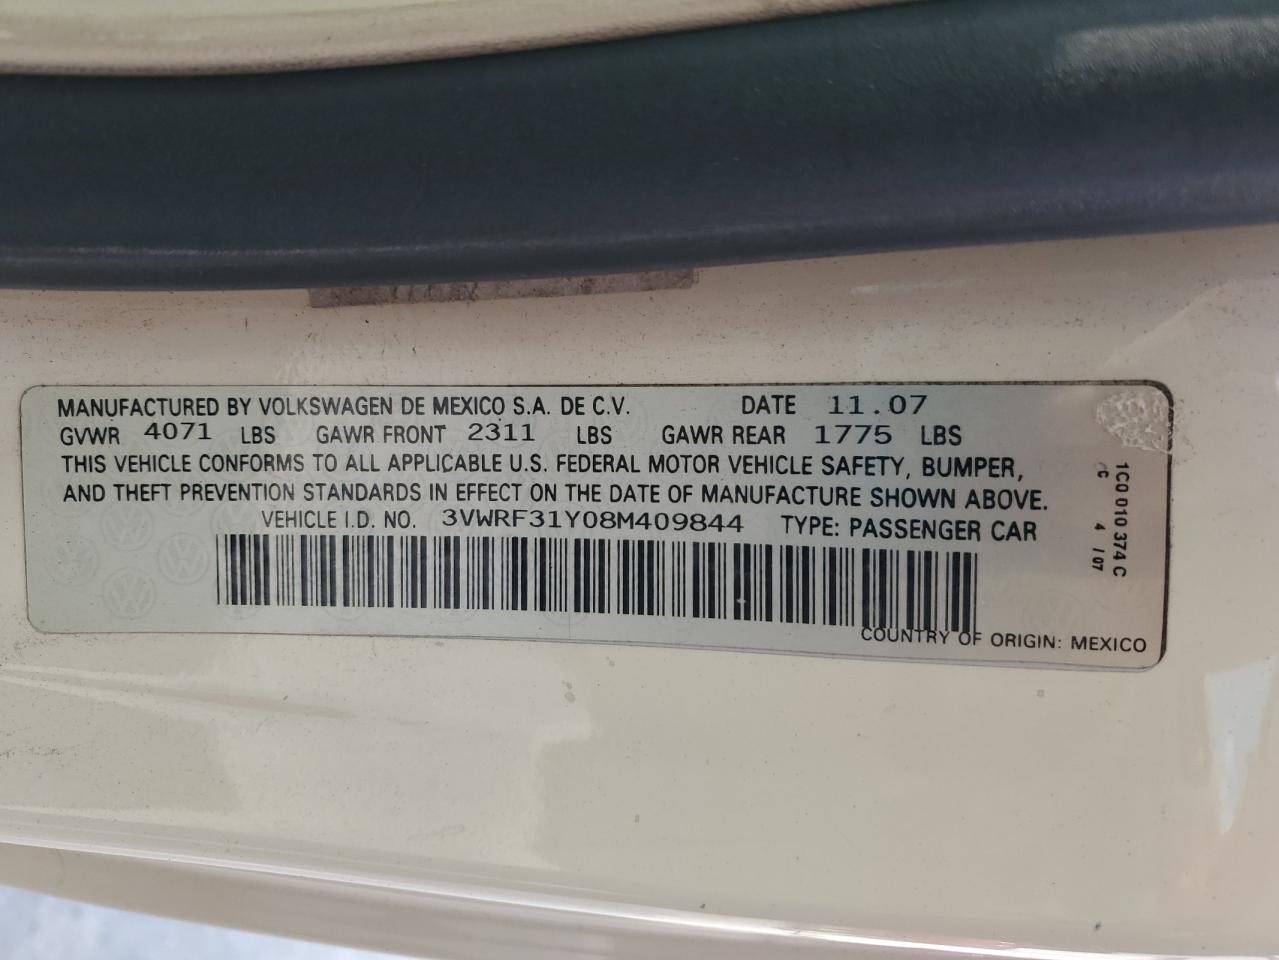 MANUFACTURED BY VOLKSWAGEN DE MEXICO S.A. DE C.V. DATE 11.07
GVWR 4071 LBS GAWR FRONT 2311 LBS GAWR REAR 1775 LBS
THIS VEHICLE CONFORMS TO ALL APPLICABLE U.S. FEDERAL MOTOR VEHICLE SAFETY, BUMPER,
AND THEFT PREVENTION STANDARDS IN EFFECT ON THE DATE OF MANUFACTURE SHOWN ABOVE.
VEHICLE I.D. NO. 3VWRF31Y08M409844 TYPE: PASSENGER CAR
COUNTRY OF ORIGIN: MEXICO
1C0 010 374 C
4 / 07